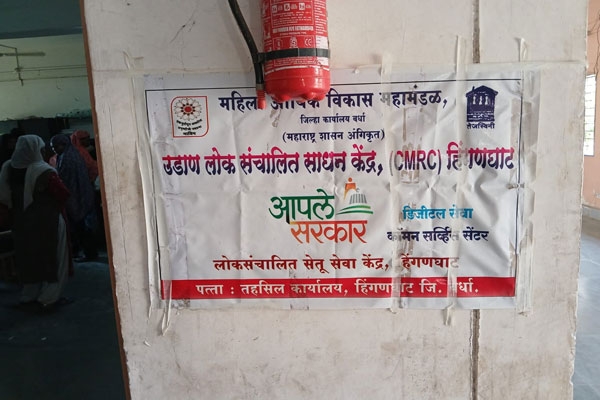 महिला आर्थिक विकास महामंडळ,
जिल्हा कार्यालय वर्धा
(महाराष्ट्र शासन अंगिकृत)
तेजस्विनी
उडाण लोक संचालित साधन केंद्र, (CMRC) हिंगणघाट
आपले
सरकार
डिजीटल सेवा
कॉमन सर्व्हिस सेंटर
लोकसंचालित सेतू सेवा केंद्र, हिंगणघाट
पत्ता : तहसिल कार्यालय, हिंगणघाट जि. वर्धा.